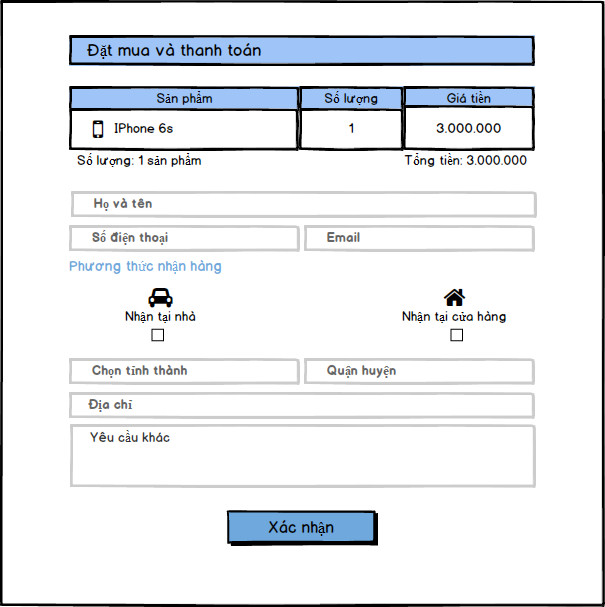 Đặt mua và thanh toán
Sản phẩm Số lượng Giá tiền
IPhone 6s 1 3.000.000
Số lượng: 1 sản phẩm Tổng tiền: 3.000.000
Họ và tên
Số điện thoại Email
Phương thức nhận hàng
Nhận tại nhà Nhận tại cửa hàng
Chọn tỉnh thành Quận huyện
Địa chỉ
Yêu cầu khác
Xác nhận